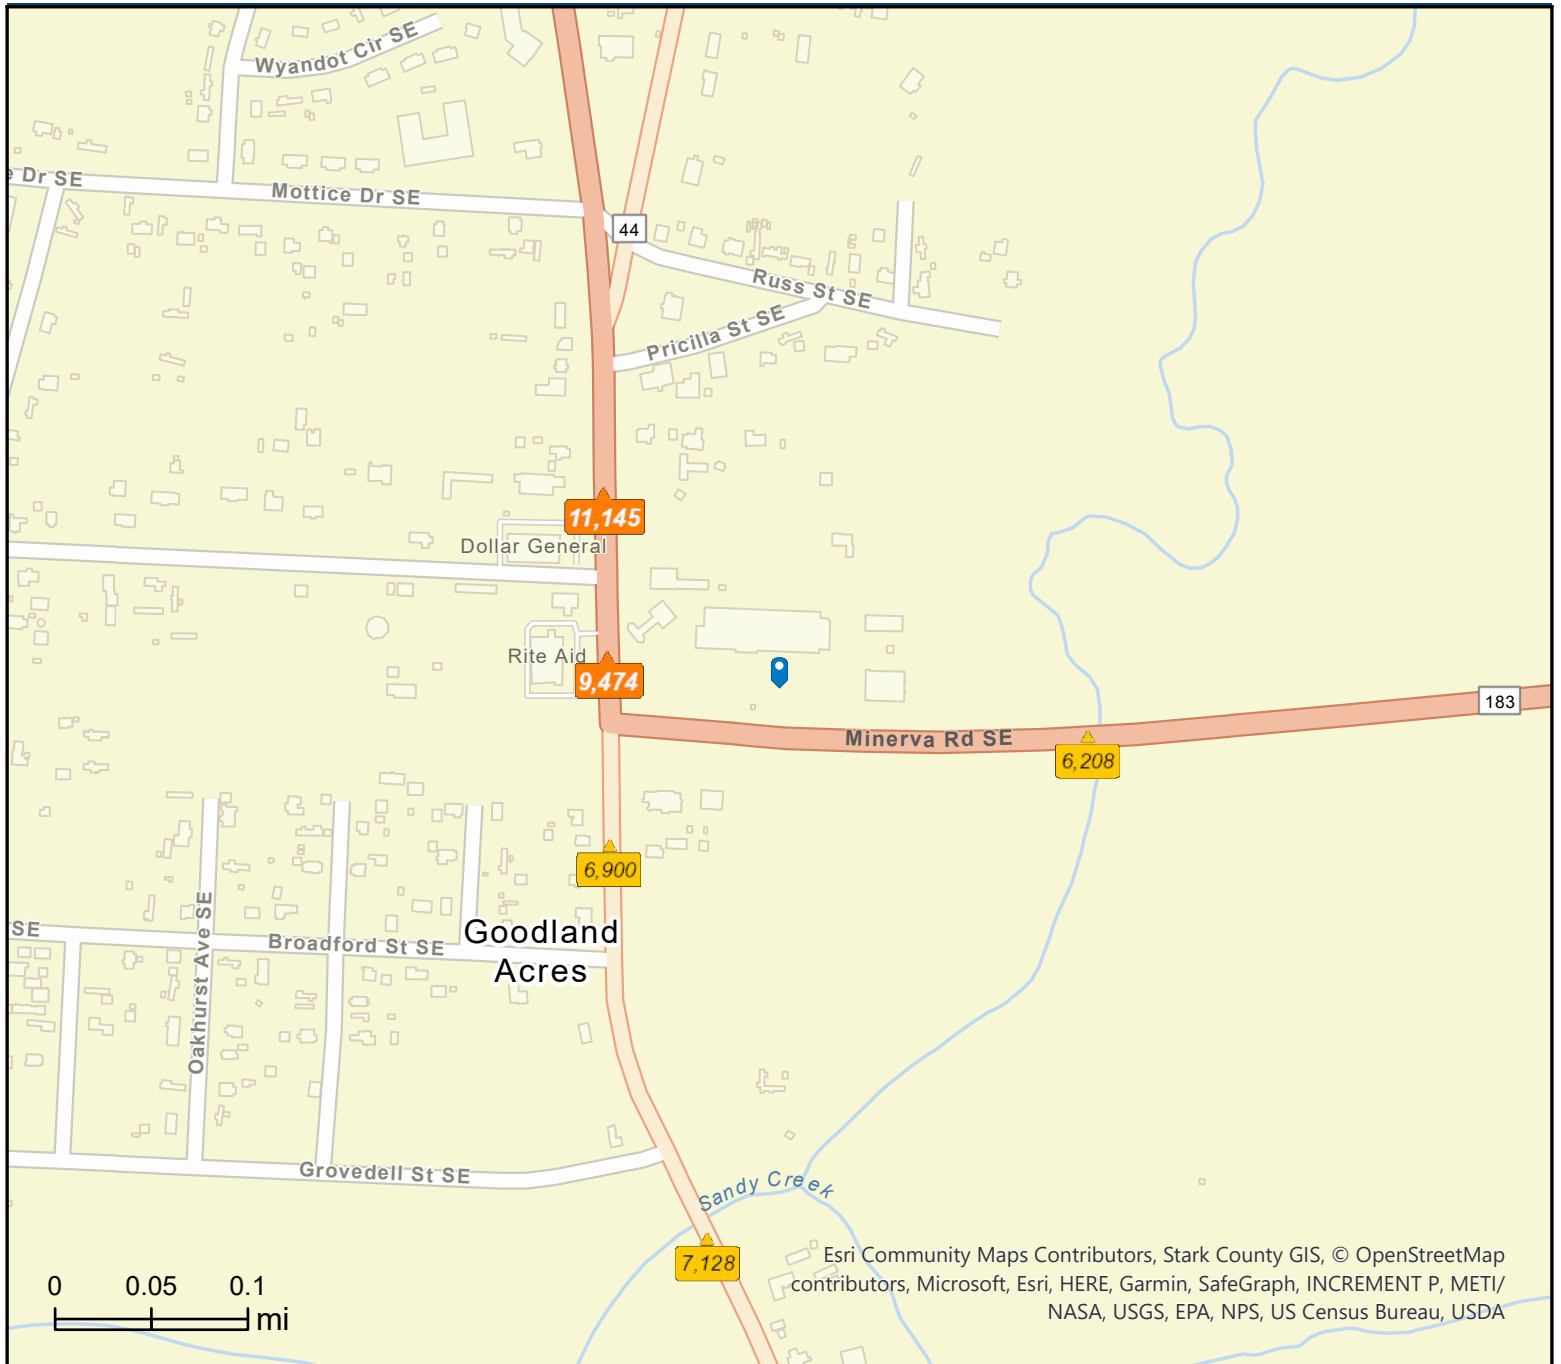 Wyandot Cir SE
e Dr SE
Mottice Dr SE
44
Russ St SE
Pricilla St SE
11,145
Dollar General
Rite Aid
9,474
183
Minerva Rd SE
6,208
6,900
SE
Oakhurst Ave SE
Broadford St SE
Goodland
Acres
Grovedell St SE
Sandy Creek
7,128
0 0.05 0.1
mi
Esri Community Maps Contributors, Stark County GIS, © OpenStreetMap
contributors, Microsoft, Esri, HERE, Garmin, SafeGraph, INCREMENT P, METI/
NASA, USGS, EPA, NPS, US Census Bureau, USDA